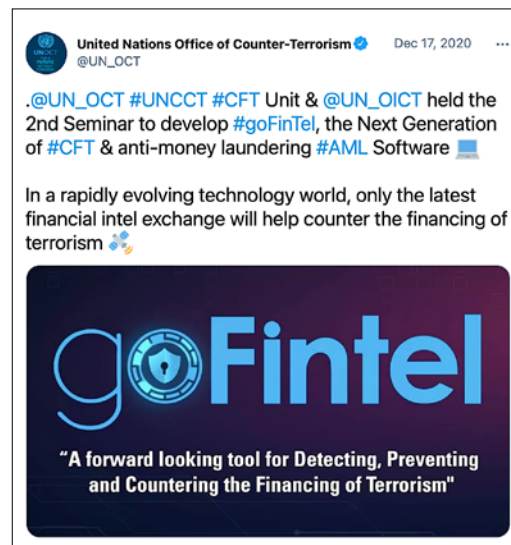 UNOCT
United Nations Office of Counter-Terrorism Dec 17, 2020 ...
@UN_OCT
.@UN_OCT #UNCCT #CFT Unit & @UN_OICT held the
2nd Seminar to develop #goFinTel, the Next Generation
of #CFT & anti-money laundering #AML Software 💻
In a rapidly evolving technology world, only the latest
financial intel exchange will help counter the financing of
terrorism 🛰️
goFintel
“A forward looking tool for Detecting, Preventing
and Countering the Financing of Terrorism"